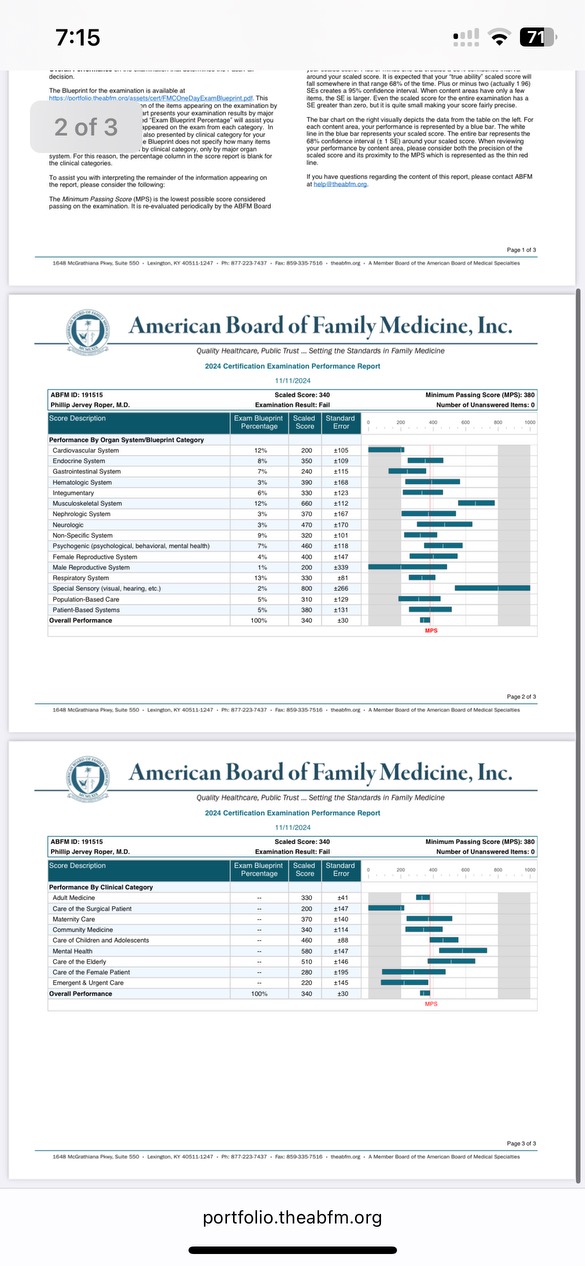 7:15
71
decision.
The Blueprint for the examination is available at
https://portfolio.theabfm.org/assets/cert/FMCOneDayExamBlueprint.pdf. This
on of the items appearing on the examination by
art presents your examination results by major
d "Exam Blueprint Percentage" will assist you
appeared on the exam from each category. In
also presented by clinical category for your
e Blueprint does not specify how many items
by clinical category, only by major organ
system. For this reason, the percentage column in the score report is blank for
the clinical categories.
To assist you with interpreting the remainder of the information appearing on
the report, please consider the following:
The Minimum Passing Score (MPS) is the lowest possible score considered
passing on the examination. It is re-evaluated periodically by the ABFM Board
2 of 3
around your scaled score. It is expected that your "true ability" scaled score will
fall somewhere in that range 68% of the time. Plus or minus two (actually 1.96)
SEs creates a 95% confidence interval. When content areas have only a few
items, the SE is larger. Even the scaled score for the entire examination has a
SE greater than zero, but it is quite small making your score fairly precise.
The bar chart on the right visually depicts the data from the table on the left. For
each content area, your performance is represented by a blue bar. The white
line in the blue bar represents your scaled score. The entire bar represents the
68% confidence interval (± 1 SE) around your scaled score. When reviewing
your performance by content area, please consider both the precision of the
scaled score and its proximity to the MPS which is represented as the thin red
line.
If you have questions regarding the content of this report, please contact ABFM
at help@theabfm.org.
Page 1 of 3
1648 McGrathiana Pkwy, Suite 550 • Lexington, KY 40511-1247 • Ph: 877-223-7437 • Fax: 859-335-7516 • theabfm.org • A Member Board of the American Board of Medical Specialties
American Board of Family Medicine, Inc.
Quality Healthcare, Public Trust ... Setting the Standards in Family Medicine
2024 Certification Examination Performance Report
11/11/2024
ABFM ID: 191515 Scaled Score: 340 Minimum Passing Score (MPS): 380
Phillip Jervey Roper, M.D. Examination Result: Fail Number of Unanswered Items: 0
Score Description Exam Blueprint Percentage Scaled Score Standard Error 0 200 400 600 800 1000
Performance By Organ System/Blueprint Category
Cardiovascular System 12% 200 ±105
Endocrine System 8% 350 ±109
Gastrointestinal System 7% 240 ±115
Hematologic System 3% 390 ±168
Integumentary 6% 330 ±123
Musculoskeletal System 12% 660 ±112
Nephrologic System 3% 370 ±167
Neurologic 3% 470 ±170
Non-Specific System 9% 320 ±101
Psychogenic (psychological, behavioral, mental health) 7% 460 ±118
Female Reproductive System 4% 400 ±147
Male Reproductive System 1% 200 ±339
Respiratory System 13% 330 ±81
Special Sensory (visual, hearing, etc.) 2% 800 ±266
Population-Based Care 5% 310 ±129
Patient-Based Systems 5% 380 ±131
Overall Performance 100% 340 ±30
MPS
Page 2 of 3
1648 McGrathiana Pkwy, Suite 550 • Lexington, KY 40511-1247 • Ph: 877-223-7437 • Fax: 859-335-7516 • theabfm.org • A Member Board of the American Board of Medical Specialties
American Board of Family Medicine, Inc.
Quality Healthcare, Public Trust ... Setting the Standards in Family Medicine
2024 Certification Examination Performance Report
11/11/2024
ABFM ID: 191515 Scaled Score: 340 Minimum Passing Score (MPS): 380
Phillip Jervey Roper, M.D. Examination Result: Fail Number of Unanswered Items: 0
Score Description Exam Blueprint Percentage Scaled Score Standard Error 0 200 400 600 800 1000
Performance By Clinical Category
Adult Medicine -- 330 ±41
Care of the Surgical Patient -- 200 ±147
Maternity Care -- 370 ±140
Community Medicine -- 340 ±114
Care of Children and Adolescents -- 460 ±88
Mental Health -- 580 ±147
Care of the Elderly -- 510 ±146
Care of the Female Patient -- 280 ±195
Emergent & Urgent Care -- 220 ±145
Overall Performance 100% 340 ±30
MPS
Page 3 of 3
1648 McGrathiana Pkwy, Suite 550 • Lexington, KY 40511-1247 • Ph: 877-223-7437 • Fax: 859-335-7516 • theabfm.org • A Member Board of the American Board of Medical Specialties
portfolio.theabfm.org